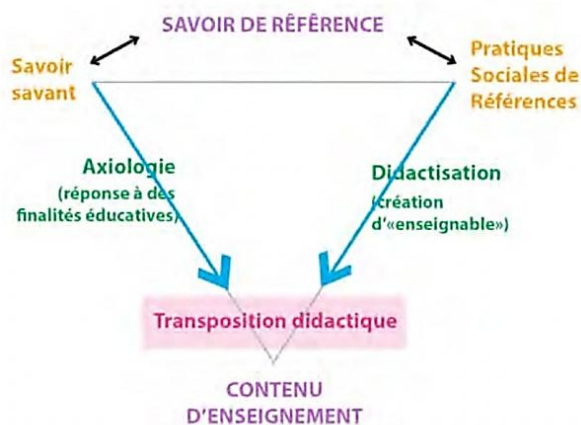 SAVOIR DE RÊFÊRENCE
Savoir
savant
Pratiques
Sociales de
Références
Axiologie
(réponse à des
finalités éducatives)
Didactisation
(création
d'«enseignable»)
Transposition didactique
CONTENU
D'ENSEIGNEMENT